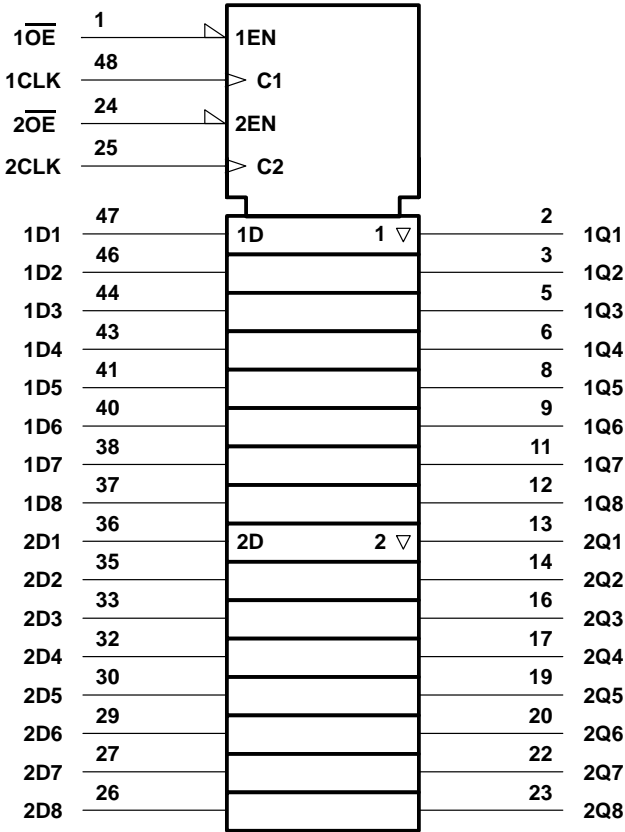 1O̅E̅ 1 1EN
1CLK 48 C1
2O̅E̅ 24 2EN
2CLK 25 C2
1D1 47 1D 1 ▽ 2 1Q1
1D2 46 3 1Q2
1D3 44 5 1Q3
1D4 43 6 1Q4
1D5 41 8 1Q5
1D6 40 9 1Q6
1D7 38 11 1Q7
1D8 37 12 1Q8
2D1 36 2D 2 ▽ 13 2Q1
2D2 35 14 2Q2
2D3 33 16 2Q3
2D4 32 17 2Q4
2D5 30 19 2Q5
2D6 29 20 2Q6
2D7 27 22 2Q7
2D8 26 23 2Q8